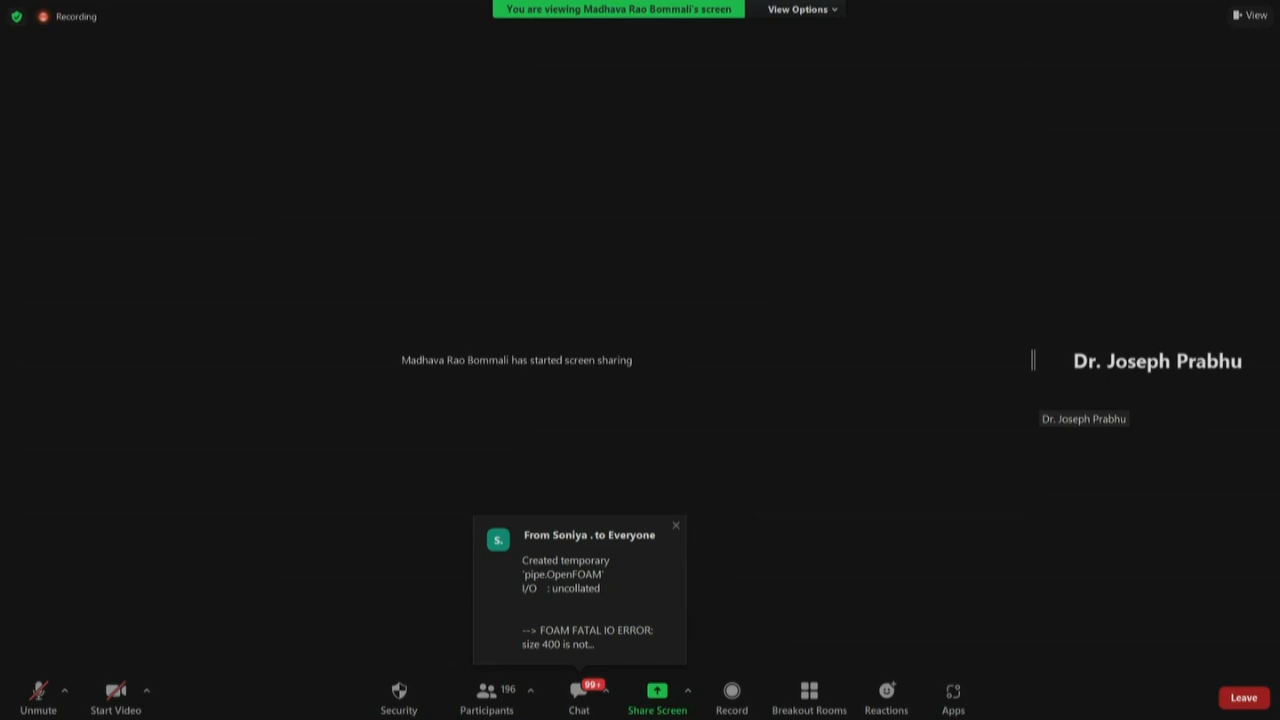 Recording
You are viewing Madhava Rao Bommali's screen
View Options
View
Madhava Rao Bommali has started screen sharing
Dr. Joseph Prabhu
Dr. Joseph Prabhu
S.
From Soniya . to Everyone
Created temporary
'pipe.OpenFOAM'
I/O : uncollated
--> FOAM FATAL IO ERROR:
size 400 is not...
Unmute
Start Video
Security
Participants
196
Chat
99+
Share Screen
Record
Breakout Rooms
Reactions
Apps
Leave